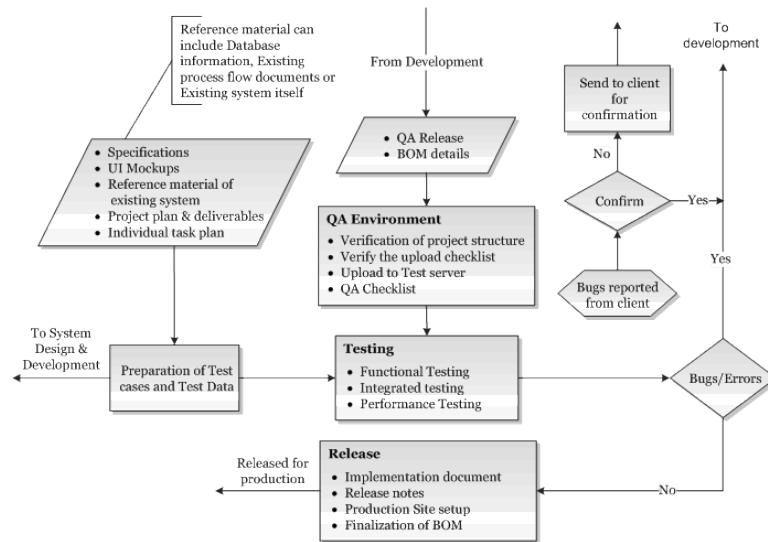 Reference material can
include Database
information, Existing
process flow documents or
Existing system itself
From Development
To
development
Send to client
for
confirmation
• Specifications
• UI Mockups
• Reference material of
existing system
• Project plan & deliverables
• Individual task plan
• QA Release
• BOM details
No
Confirm
Yes
QA Environment
• Verification of project structure
• Verify the upload checklist
• Upload to Test server
• QA Checklist
Bugs reported
from client
Yes
To System
Design &
Development
Preparation of Test
cases and Test Data
Testing
• Functional Testing
• Integrated testing
• Performance Testing
Bugs/Errors
Release
• Implementation document
• Release notes
• Production Site setup
• Finalization of BOM
Released for
production
No